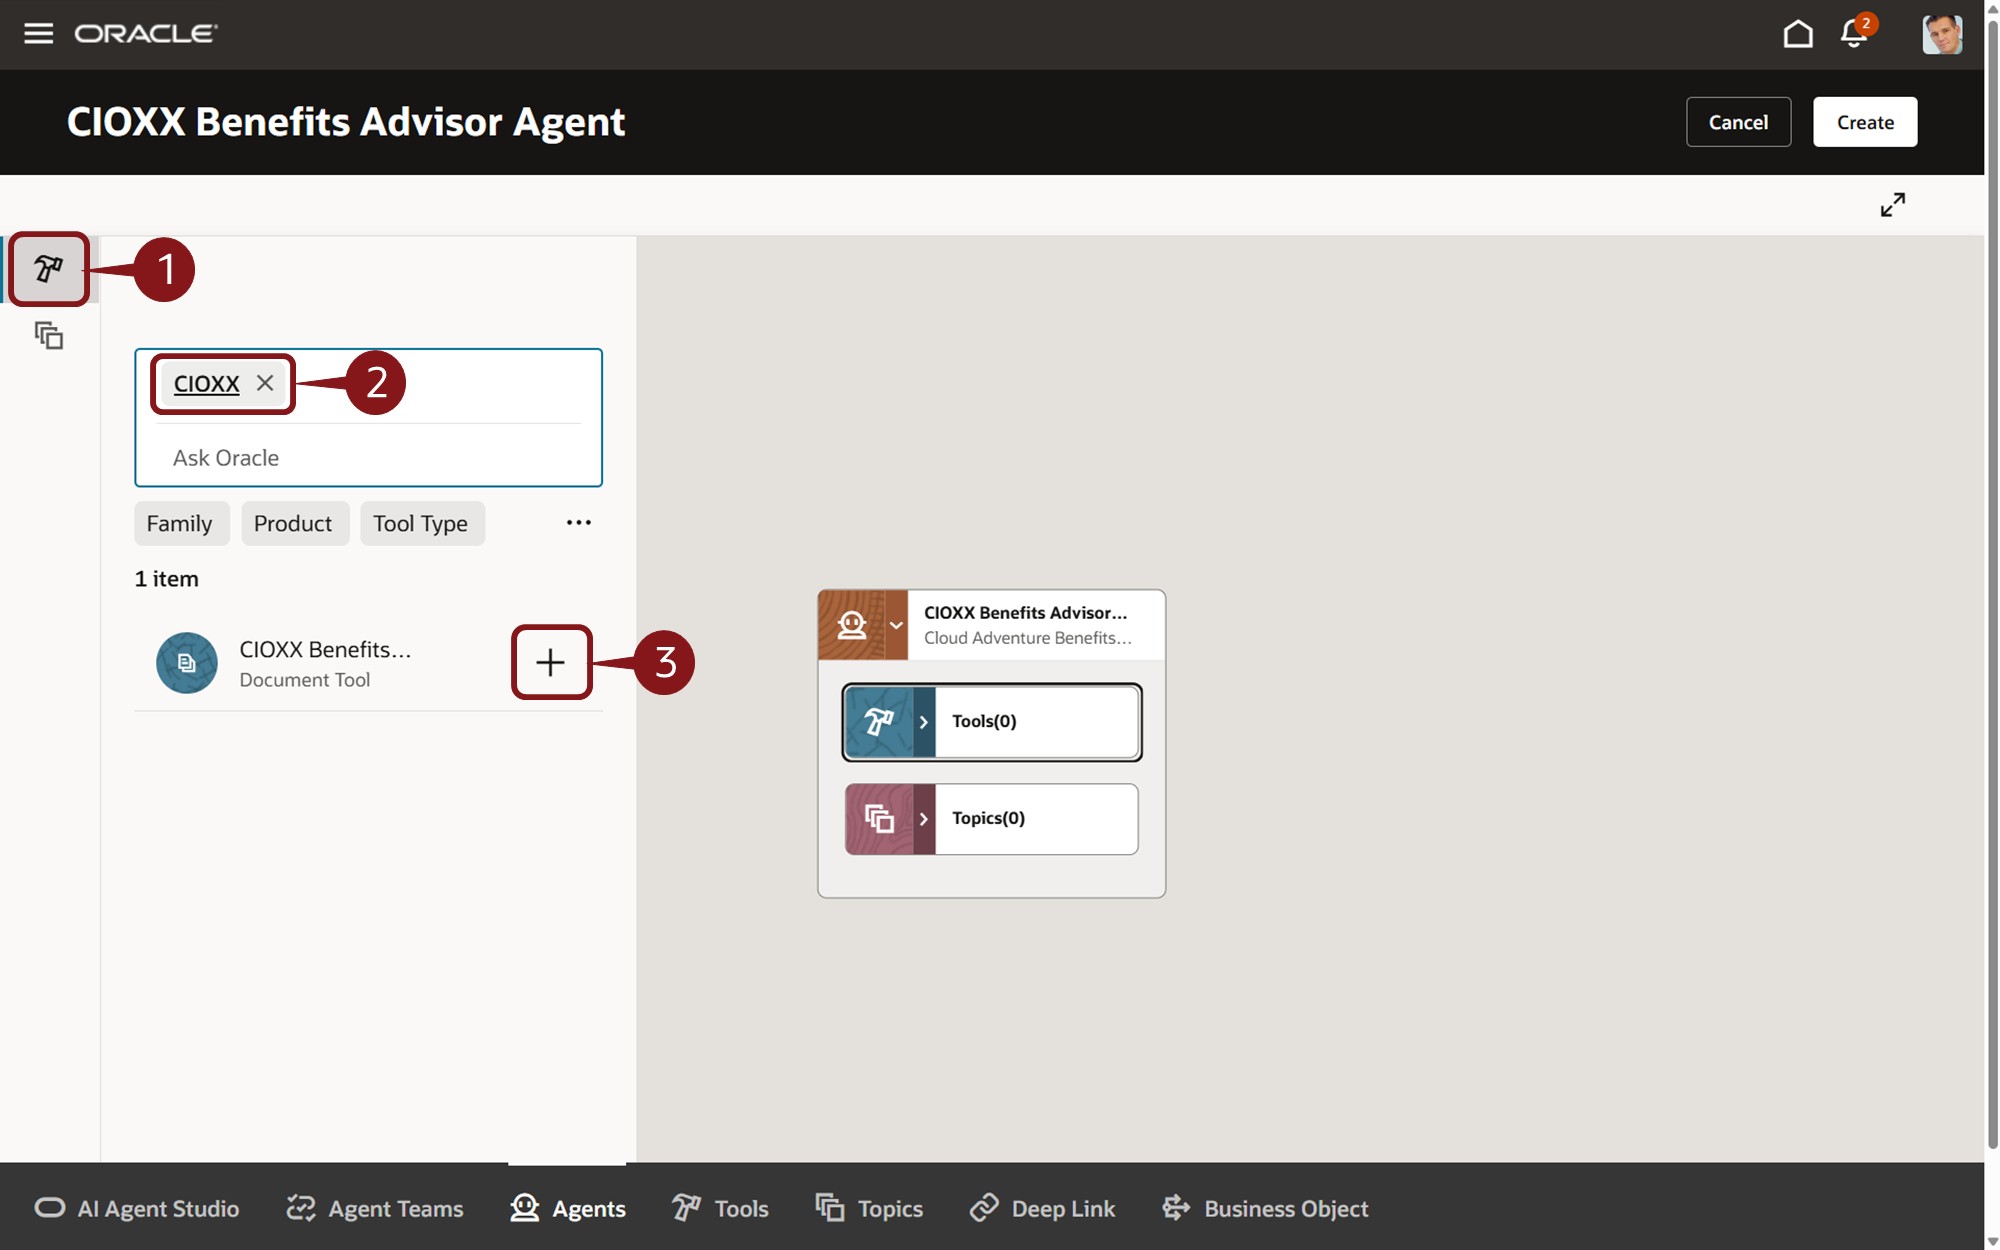 ORACLE
2
CIOXX Benefits Advisor Agent
Cancel
Create
1
CIOXX
2
Ask Oracle
Family
Product
Tool Type
1 item
CIOXX Benefits...
Document Tool
3
CIOXX Benefits Advisor...
Cloud Adventure Benefits...
Tools(0)
Topics(0)
AI Agent Studio
Agent Teams
Agents
Tools
Topics
Deep Link
Business Object